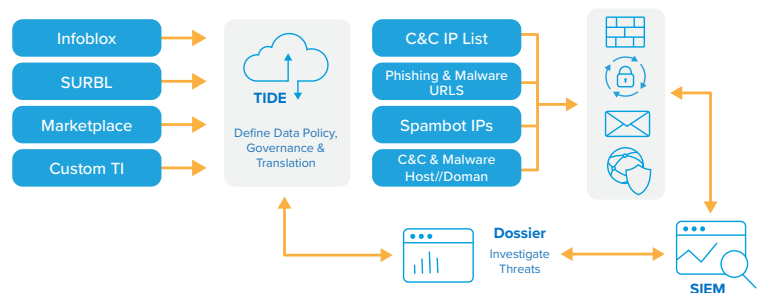 Infoblox
SURBL
Marketplace
Custom TI
TIDE
Define Data Policy,
Governance &
Translation
C&C IP List
Phishing & Malware
URLS
Spambot IPs
C&C & Malware
Host//Doman
Dossier
Investigate
Threats
SIEM